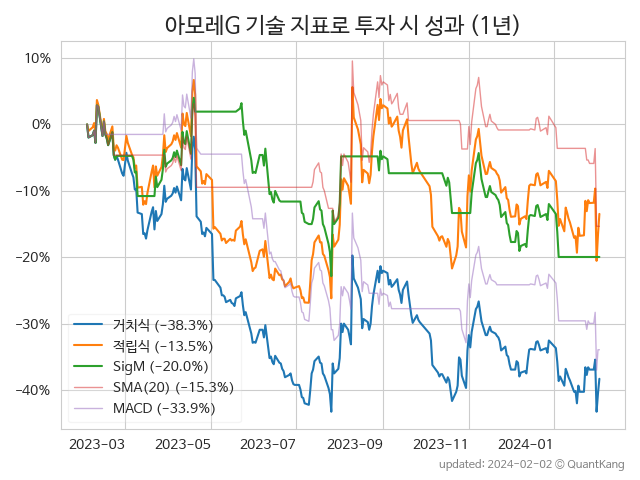 아모레G 기술 지표로 투자 시 성과 (1년)
10%
0%
−10%
−20%
−30%
−40%
거치식 (−38.3%)
적립식 (−13.5%)
SigM (−20.0%)
SMA(20) (−15.3%)
MACD (−33.9%)
2023-03 2023-05 2023-07 2023-09 2023-11 2024-01
updated: 2024-02-02 © QuantKang